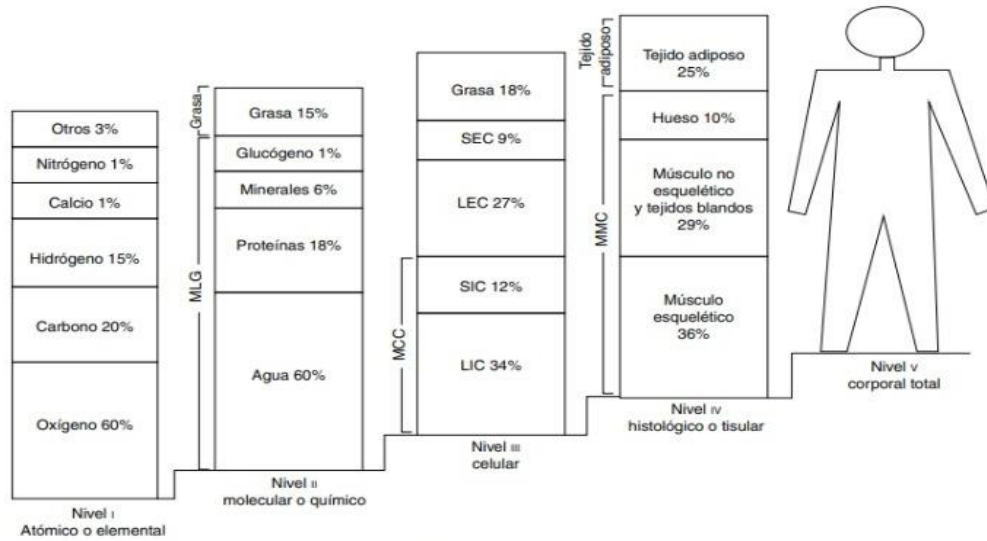 Otros 3%
Nitrógeno 1%
Calcio 1%
Hidrógeno 15%
Carbono 20%
Oxígeno 60%
Nivel I
Atómico o elemental
Grasa
MLG
Grasa 15%
Glucógeno 1%
Minerales 6%
Proteínas 18%
Agua 60%
Nivel II
molecular o químico
MCC
Grasa 18%
SEC 9%
LEC 27%
SIC 12%
LIC 34%
Nivel III
celular
Tejido
adiposo
MMC
Tejido adiposo
25%
Hueso 10%
Músculo no
esquelético
y tejidos blandos
29%
Músculo
esquelético
36%
Nivel IV
histológico o tisular
Nivel V
corporal total